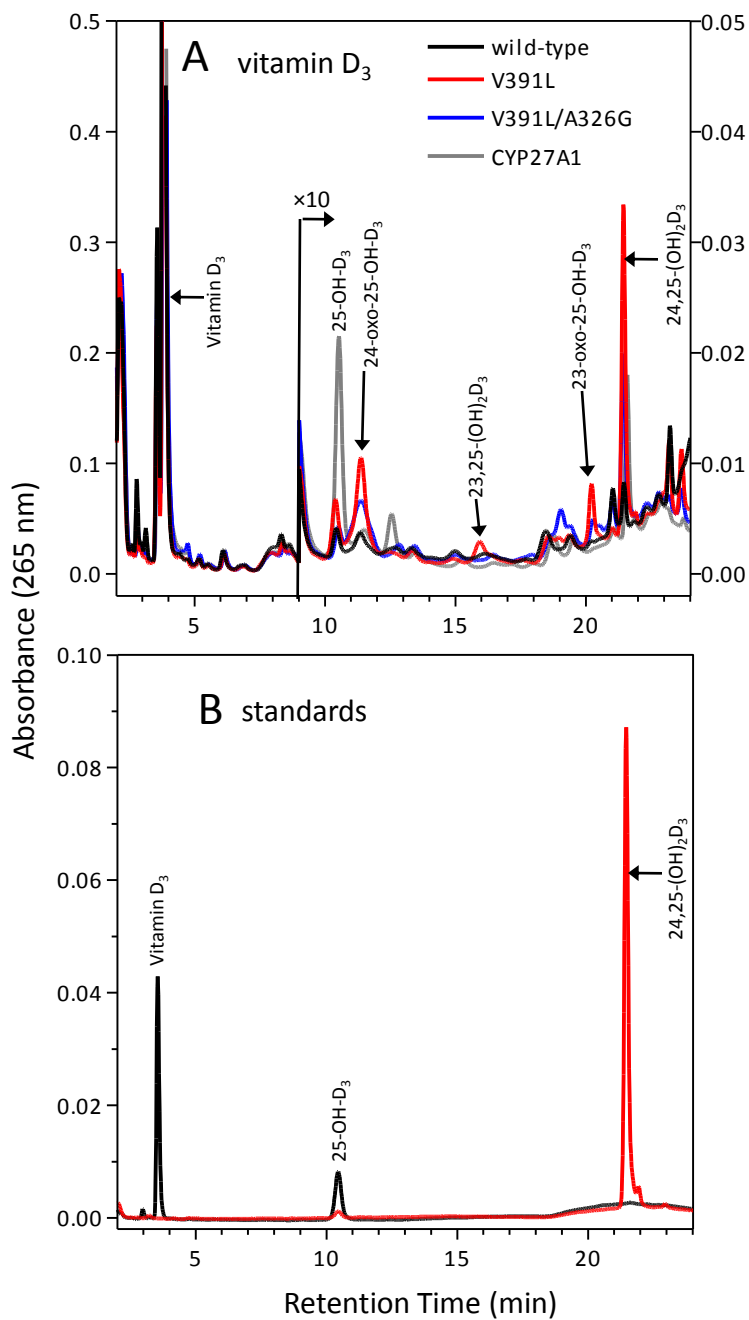 A vitamin D₃
wild-type
V391L
V391L/A326G
CYP27A1
0.5
0.4
0.3
0.2
0.1
0.0
0.05
0.04
0.03
0.02
0.01
0.00
×10
Vitamin D₃
25-OH-D₃
24-oxo-25-OH-D₃
23,25-(OH)₂D₃
23-oxo-25-OH-D₃
24,25-(OH)₂D₃
5 10 15 20
Absorbance (265 nm)
B standards
0.10
0.08
0.06
0.04
0.02
0.00
Vitamin D₃
25-OH-D₃
24,25-(OH)₂D₃
5 10 15 20
Retention Time (min)